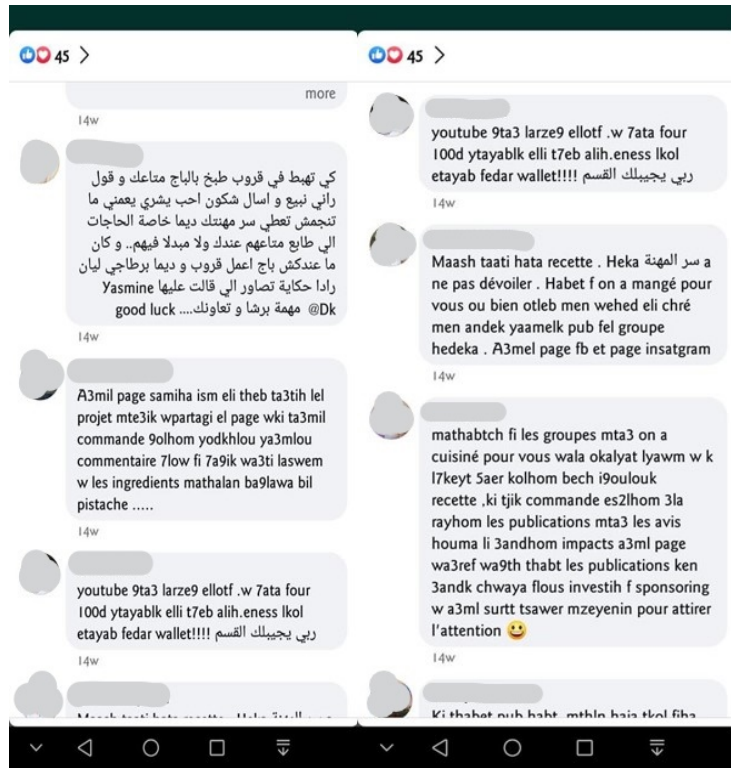 45 >
more
14w
كي تهبط في قروب طبخ بالباج متاعك و قول
راني نبيع و اسال شكون احب يشري يعمني ما
تنجمش تعطي سر مهنتك ديما خاصة الحاجات
الي طابع متاعهم عندك ولا مبدلا فيهم.. و كان
ما عندكش باج اعمل قروب و ديما برطاجي ليان
رادا حكاية تصاور الي قالت عليها Yasmine
Dk@ مهمة برشا و تعاونك.... good luck
14w
A3mil page samiha ism eli theb ta3tih lel
projet mte3ik wpartagi el page wki ta3mil
commande 9olhom yodkhlou ya3mlou
commentaire 7low fi 7a9ik wa3ti laswem
w les ingredients mathalan ba9lawa bil
pistache .....
14w
youtube 9ta3 larze9 ellotf .w 7ata four
100d ytayablk elli t7eb alih.eness lkol
etayab fedar wallet!!!! ربي يجيبلك القسم
14w
45 >
youtube 9ta3 larze9 ellotf .w 7ata four
100d ytayablk elli t7eb alih.eness lkol
etayab fedar wallet!!!! ربي يجيبلك القسم
14w
Maash taati hata recette . Heka سر المهنة a
ne pas dévoiler . Habet f on a mangé pour
vous ou bien otleb men wehed eli chré
men andek yaamelk pub fel groupe
hedeka . A3mel page fb et page insatgram
14w
mathabtch fi les groupes mta3 on a
cuisiné pour vous wala okalyat lyawm w k
l7keyt 5aer kolhom bech i9oulouk
recette ,ki tjik commande es2lhom 3la
rayhom les publications mta3 les avis
houma li 3andhom impacts a3ml page
wa3ref wa9th thabt les publications ken
3andk chwaya flous investih f sponsoring
w a3ml surtt tsawer mzeyenin pour attirer
l'attention 😀
14w
Ki thabet pub habt mthln haja tkol fiha